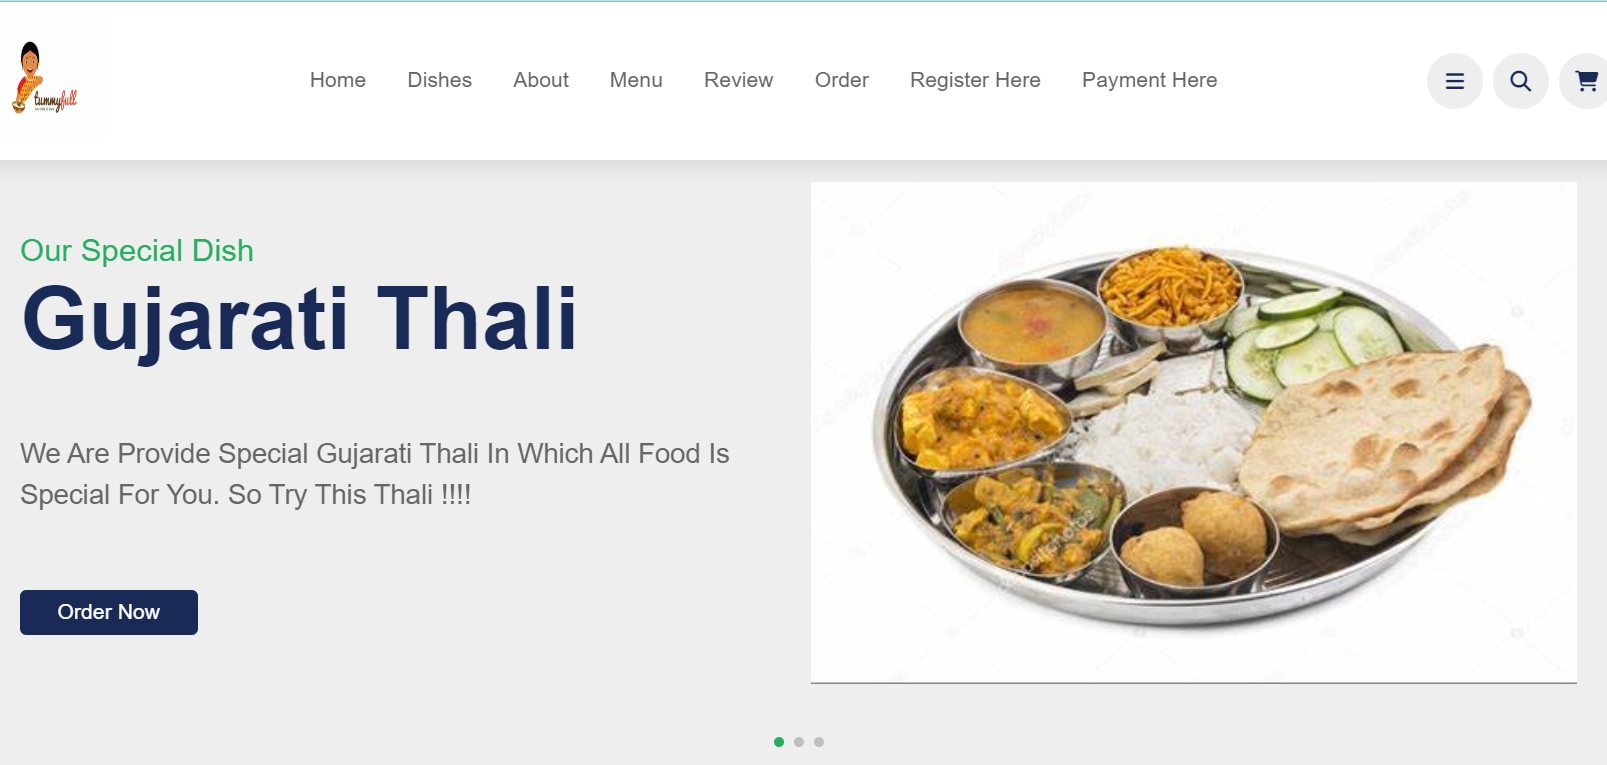 tummyfull
Home Dishes About Menu Review Order Register Here Payment Here
Our Special Dish
Gujarati Thali
We Are Provide Special Gujarati Thali In Which All Food Is
Special For You. So Try This Thali !!!!
Order Now
depositphotos